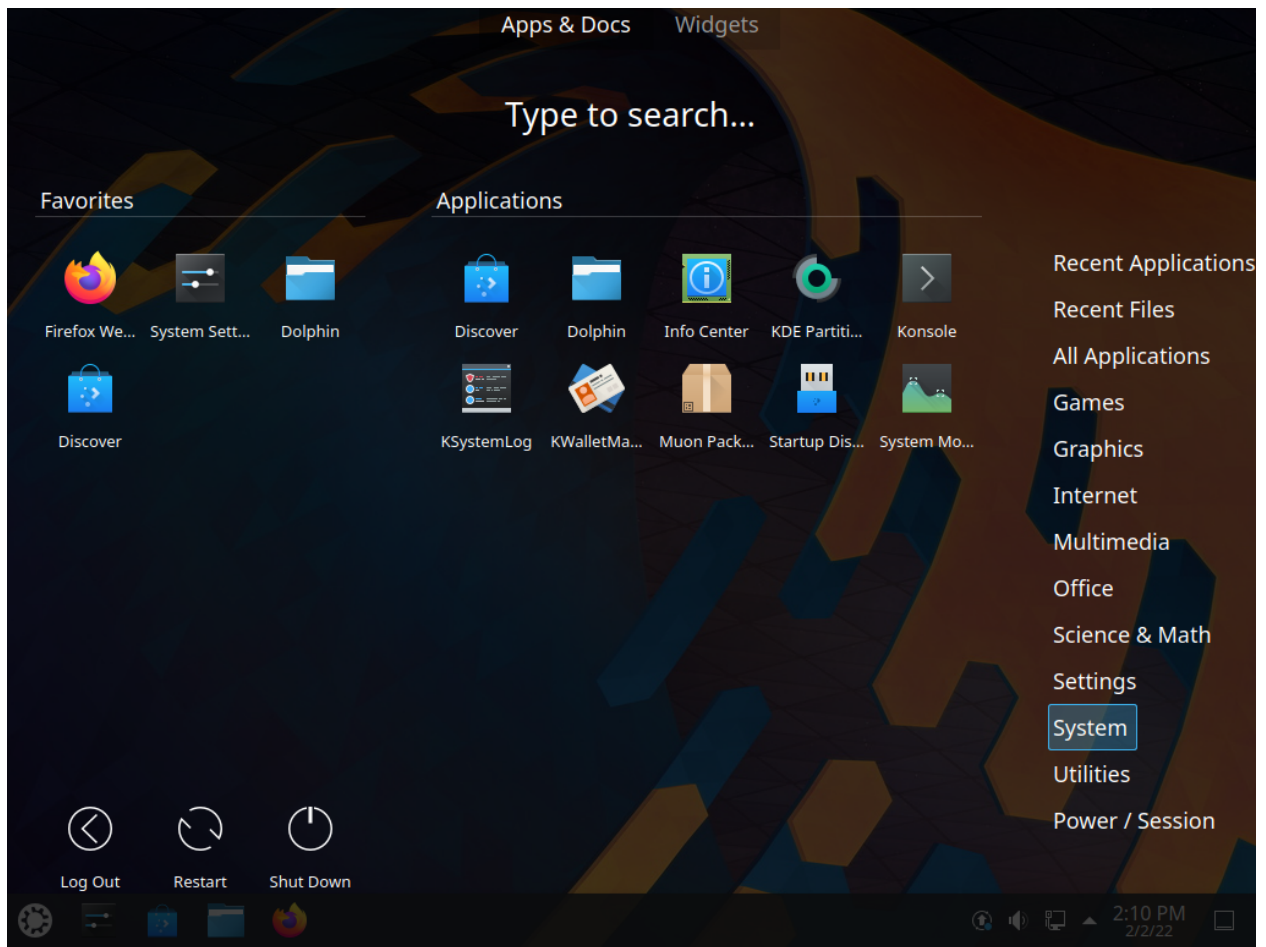 Apps & Docs Widgets
Type to search...
Favorites
Firefox We... System Sett... Dolphin
Discover
Applications
Discover Dolphin Info Center KDE Partiti... Konsole
KSystemLog KWalletMa... Muon Pack... Startup Dis... System Mo...
Recent Applications
Recent Files
All Applications
Games
Graphics
Internet
Multimedia
Office
Science & Math
Settings
System
Utilities
Power / Session
Log Out Restart Shut Down
2:10 PM
2/2/22